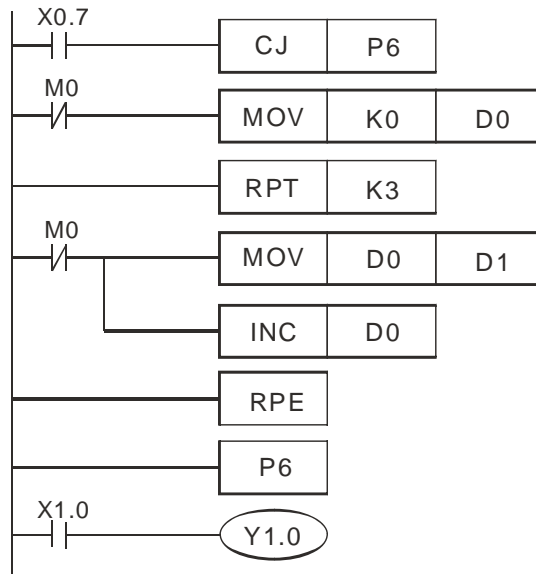 X0.7
CJ P6
M0
MOV K0 D0
RPT K3
M0
MOV D0 D1
INC D0
RPE
P6
X1.0
Y1.0